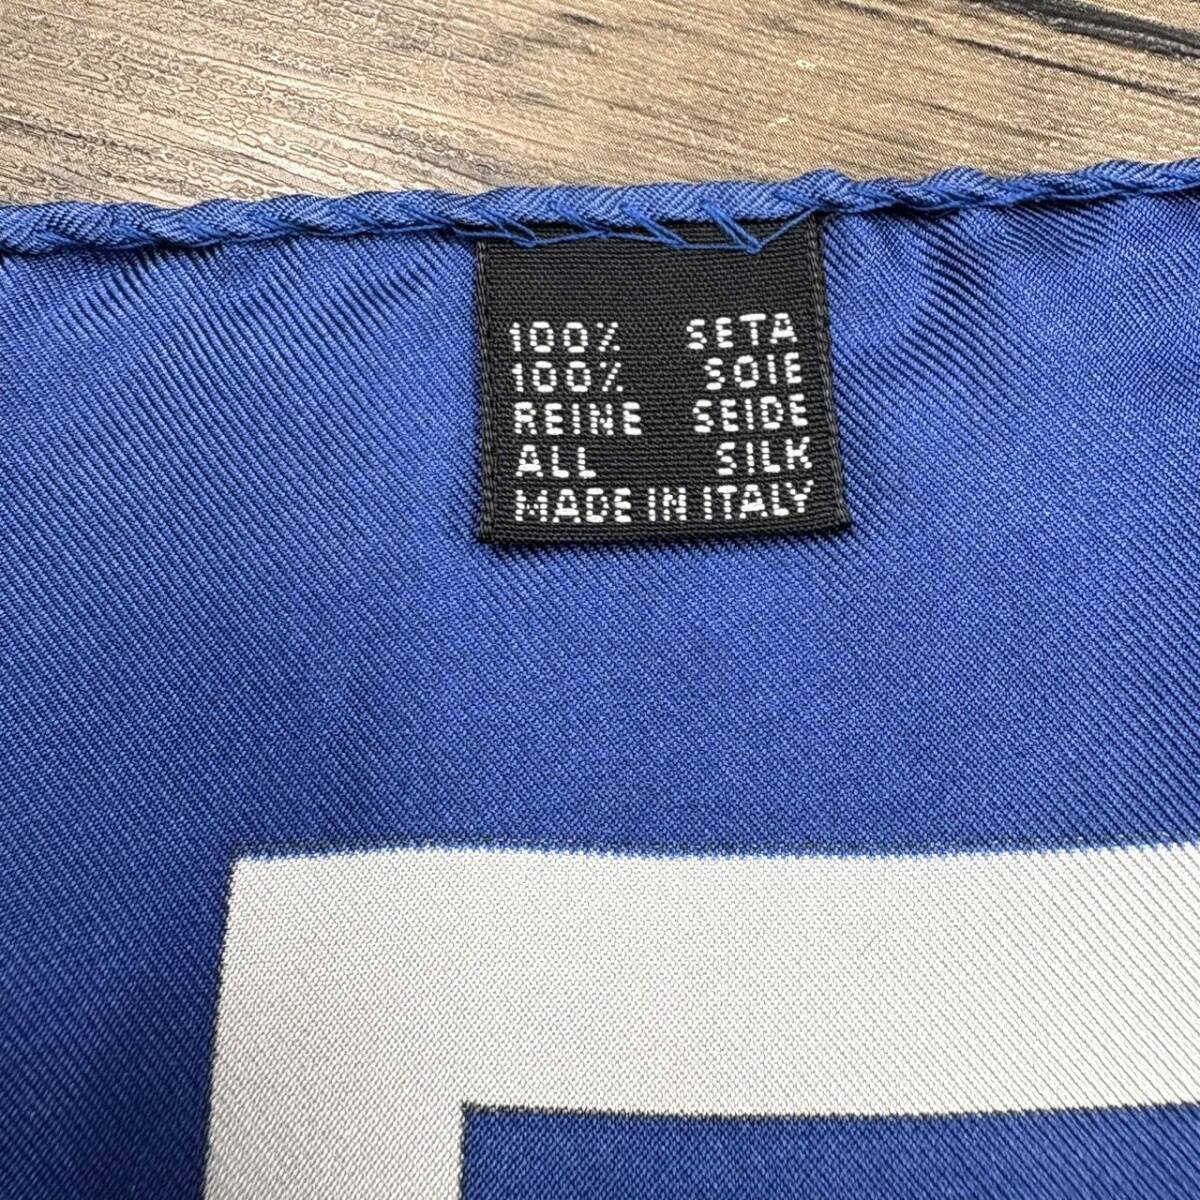 100% SETA
100% SOIE
REINE SEIDE
ALL SILK
MADE IN ITALY